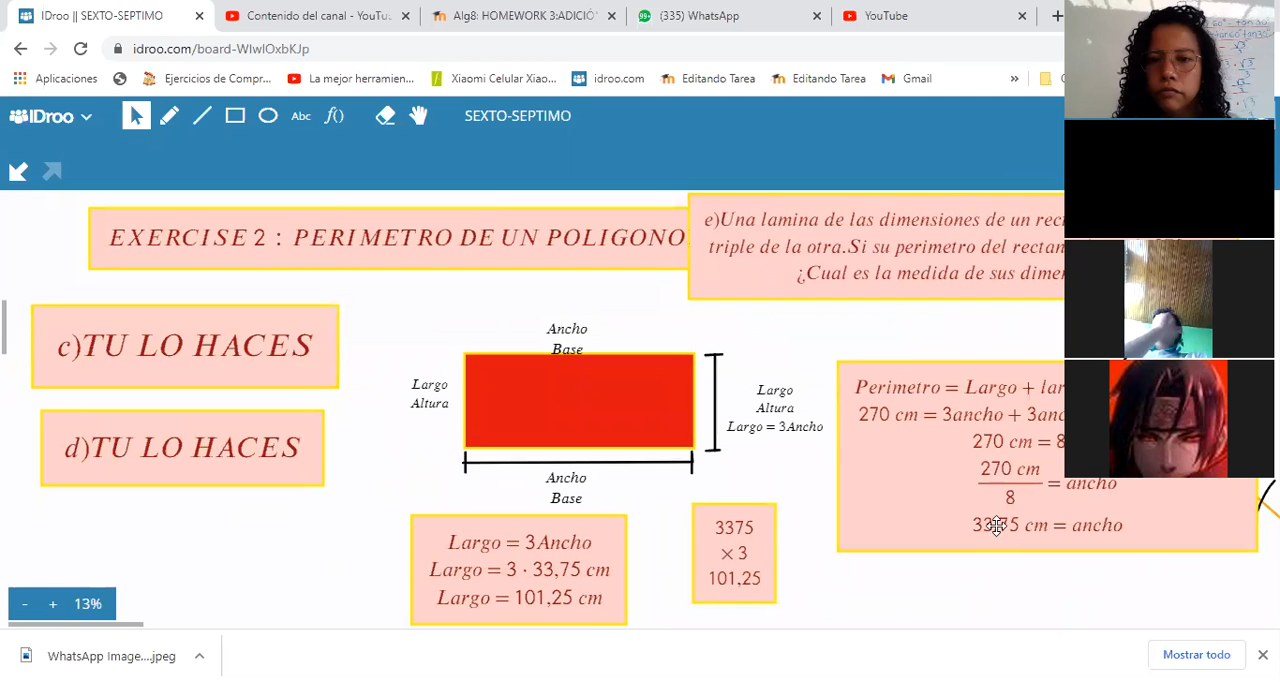 IDroo || SEXTO-SEPTIMO
Contenido del canal - YouTu
Alg8: HOMEWORK 3:ADICIÓ
(335) WhatsApp
YouTube
idroo.com/board-WIwIOxbKJp
Aplicaciones
Ejercicios de Compr...
La mejor herramien...
Xiaomi Celular Xiao...
idroo.com
Editando Tarea
Editando Tarea
Gmail
»
IDroo
Abc
f()
SEXTO-SEPTIMO
EXERCISE 2 : PERIMETRO DE UN POLIGONO
e)Una lamina de las dimensiones de un
triple de la otra.Si su perimetro del
¿Cual es la medida de sus
c)TU LO HACES
d)TU LO HACES
Ancho
Base
Largo
Altura
Largo
Altura
Largo = 3Ancho
Ancho
Base
Perimetro = Largo +
270 cm = 3ancho +
270 cm = 8
270 cm
8
= ancho
cm = ancho
Largo = 3Ancho
Largo = 3 · 33,75 cm
Largo = 101,25 cm
3375
× 3
101,25
- + 13%
WhatsApp Image....jpeg
Mostrar todo